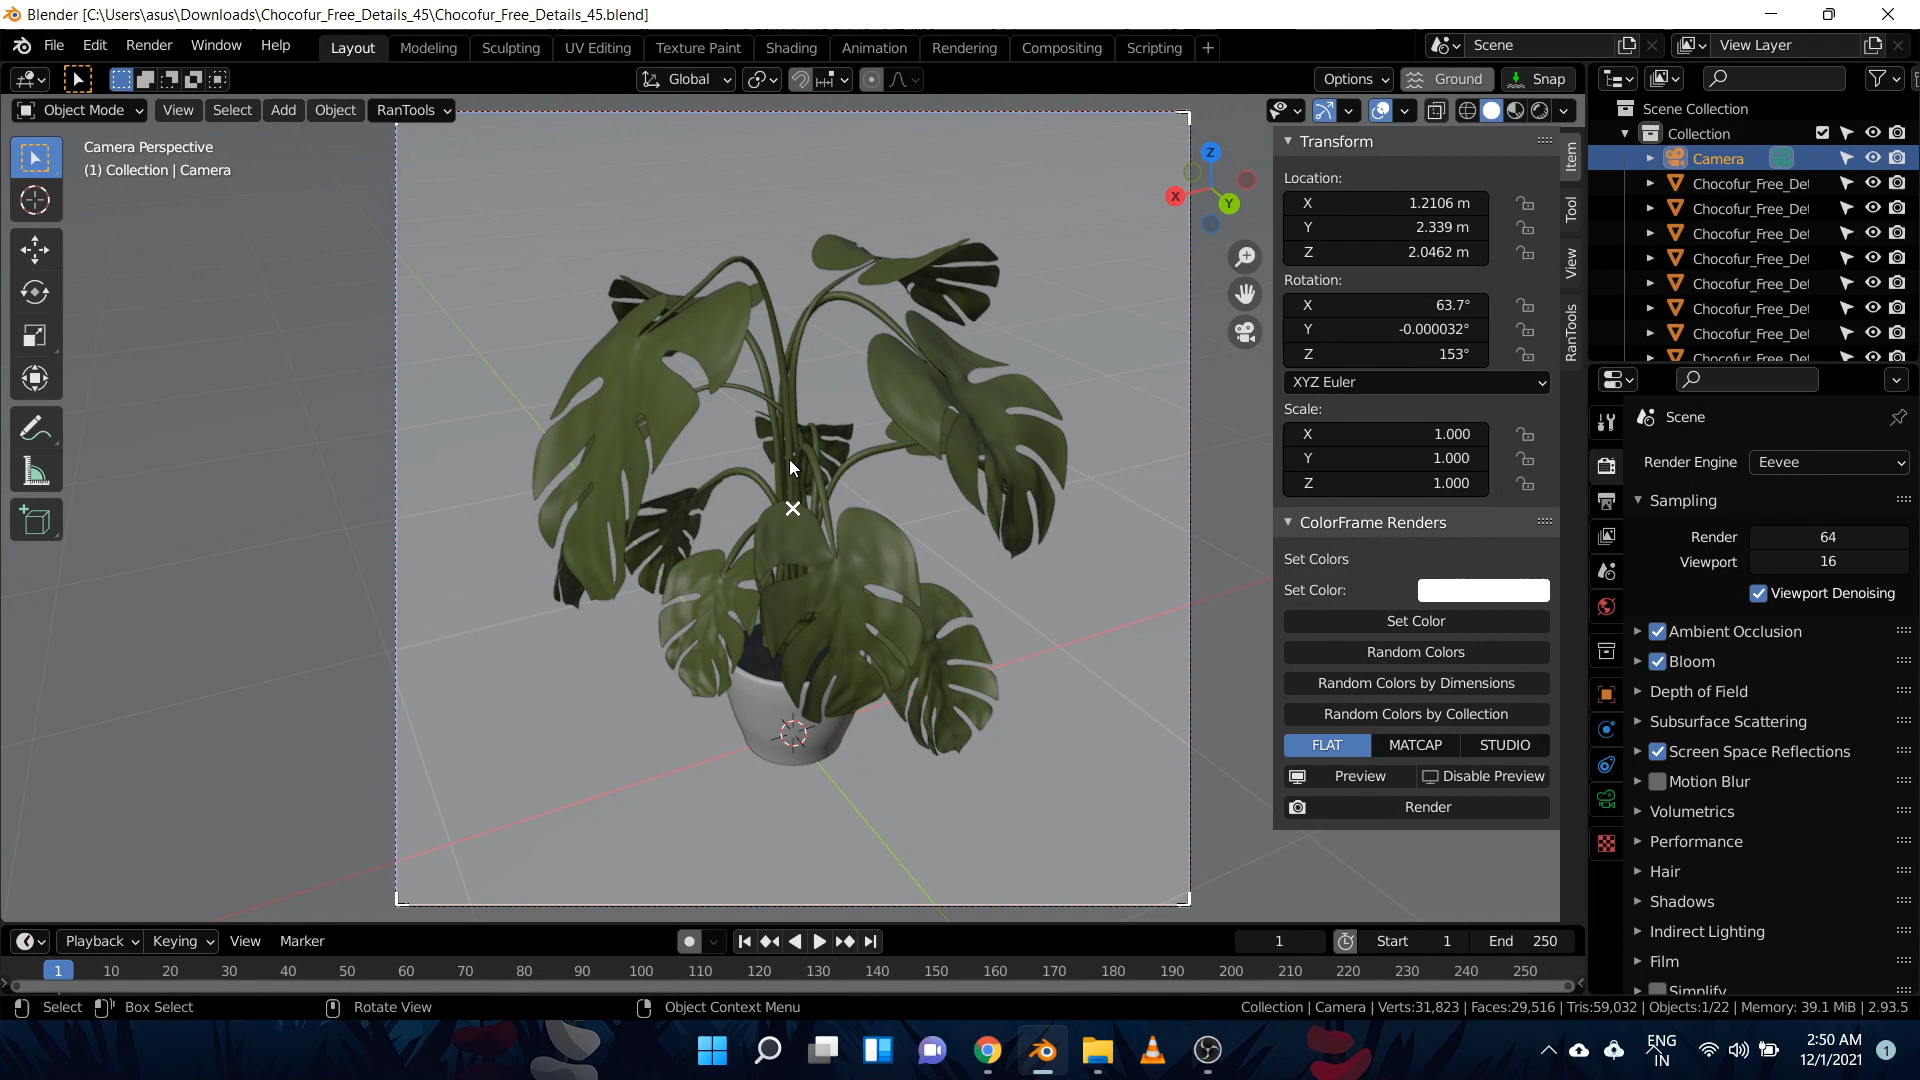 Blender [C:\Users\asus\Downloads\Chocofur_Free_Details_45\Chocofur_Free_Details_45.blend]
File Edit Render Window Help Layout Modeling Sculpting UV Editing Texture Paint Shading Animation Rendering Compositing Scripting + Scene View Layer
Global Options Ground Snap
Object Mode View Select Add Object RanTools
Camera Perspective
(1) Collection | Camera
Z
X
Y
Transform
Location:
X 1.2106 m
Y 2.339 m
Z 2.0462 m
Rotation:
X 63.7°
Y -0.000032°
Z 153°
XYZ Euler
Scale:
X 1.000
Y 1.000
Z 1.000
ColorFrame Renders
Set Colors
Set Color:
Set Color
Random Colors
Random Colors by Dimensions
Random Colors by Collection
FLAT MATCAP STUDIO
Preview Disable Preview
Render
Item
Tool
View
RanTools
Scene Collection
Collection
Camera
Chocofur_Free_Det
Chocofur_Free_Det
Chocofur_Free_Det
Chocofur_Free_Det
Chocofur_Free_Det
Chocofur_Free_Det
Chocofur_Free_Det
Chocofur_Free_Det
Scene
Render Engine Eevee
Sampling
Render 64
Viewport 16
Viewport Denoising
Ambient Occlusion
Bloom
Depth of Field
Subsurface Scattering
Screen Space Reflections
Motion Blur
Volumetrics
Performance
Hair
Shadows
Indirect Lighting
Film
Simplify
Playback Keying View Marker 1 Start 1 End 250
1 10 20 30 40 50 60 70 80 90 100 110 120 130 140 150 160 170 180 190 200 210 220 230 240 250
Select Box Select Rotate View Object Context Menu Collection | Camera | Verts:31,823 | Faces:29,516 | Tris:59,032 | Objects:1/22 | Memory: 39.1 MiB | 2.93.5
ENG
IN
2:50 AM
12/1/2021
1